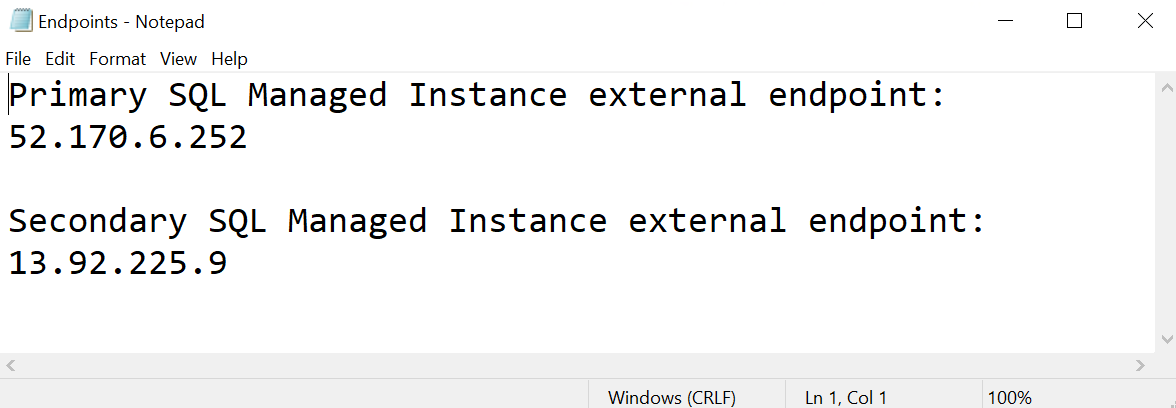 Endpoints - Notepad
File Edit Format View Help
Primary SQL Managed Instance external endpoint:
52.170.6.252
Secondary SQL Managed Instance external endpoint:
13.92.225.9
Windows (CRLF) Ln 1, Col 1 100%